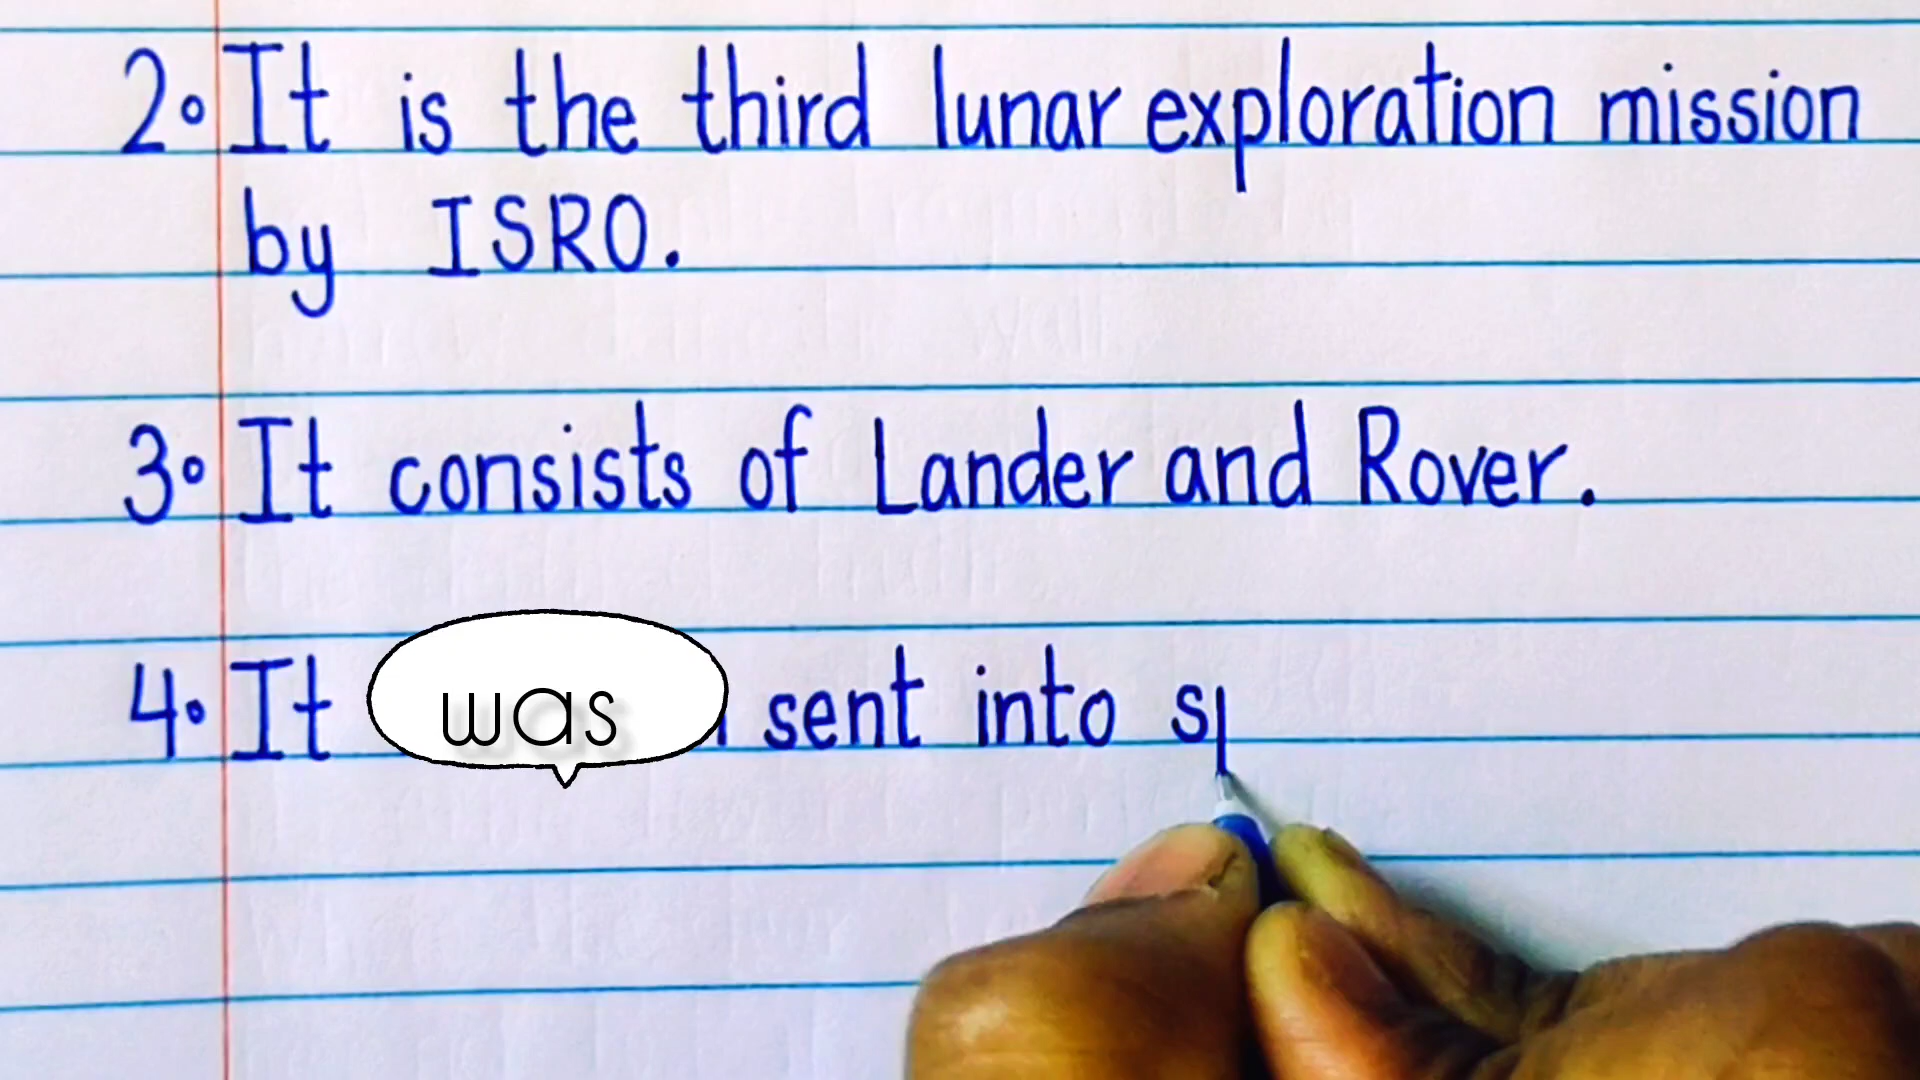 2. It is the third lunar exploration mission
by ISRO.
3. It consists of Lander and Rover.
4. It was sent into sp